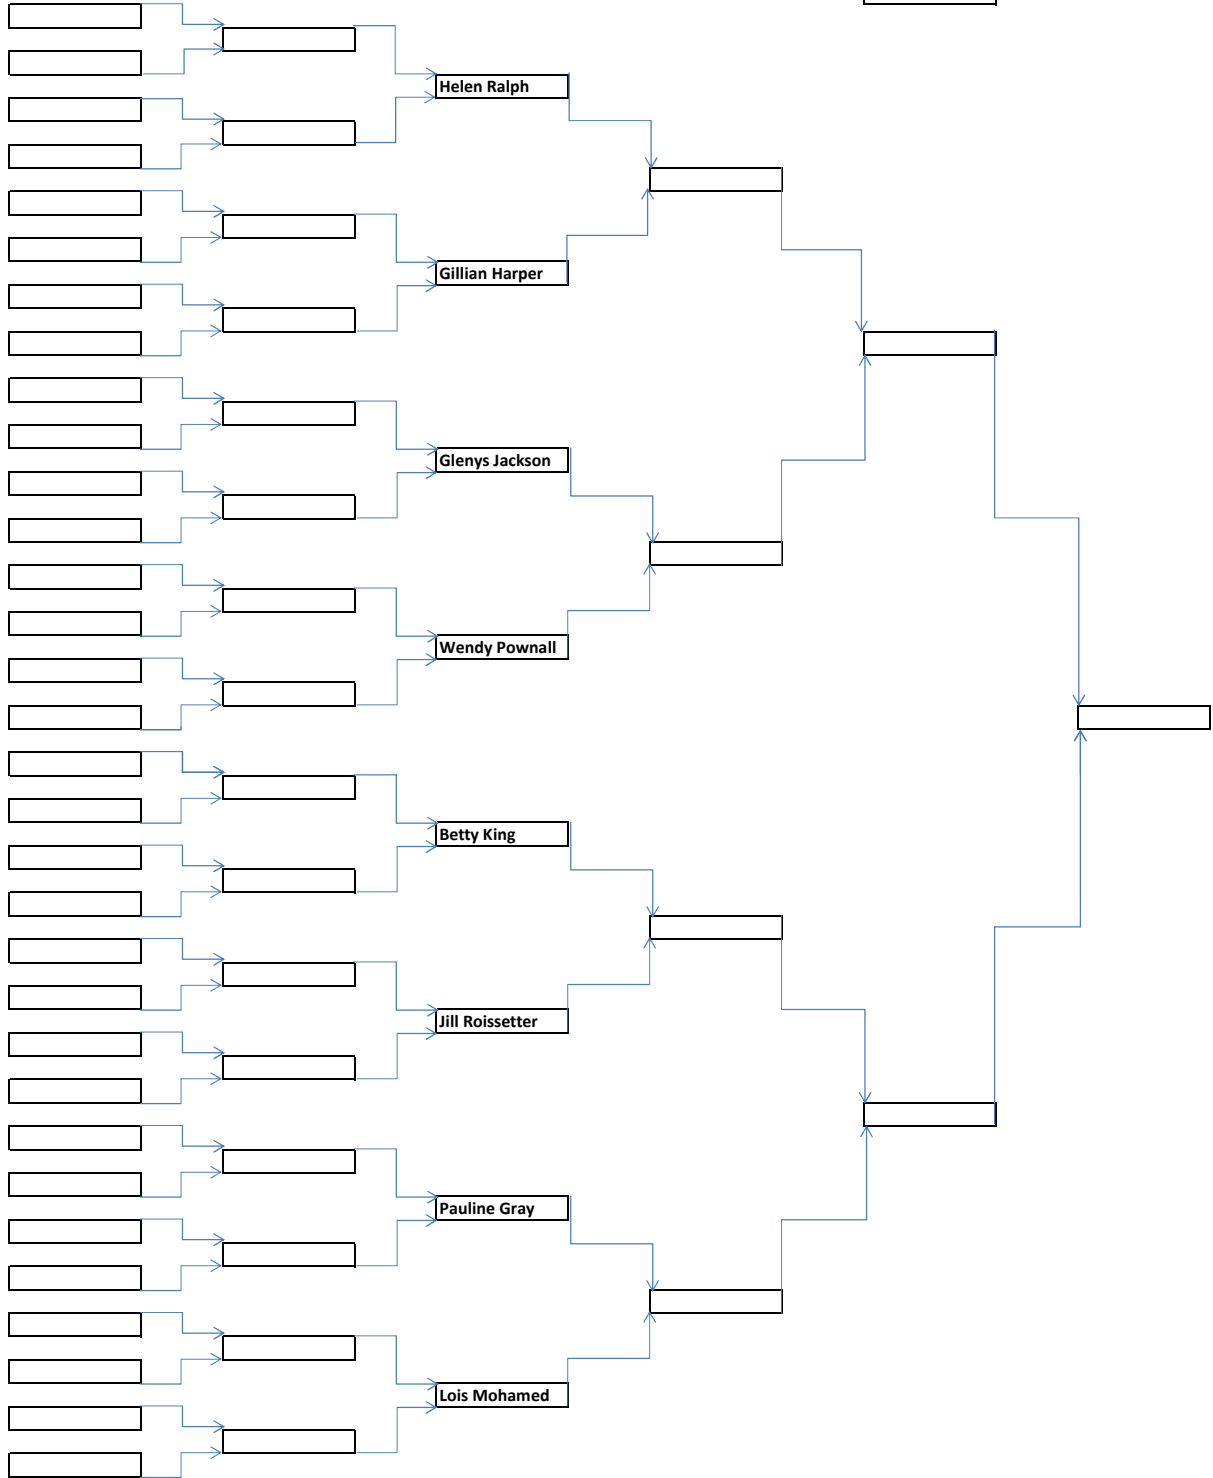 Helen Ralph
Gillian Harper
Glenys Jackson
Wendy Pownall
Betty King
Jill Roissetter
Pauline Gray
Lois Mohamed